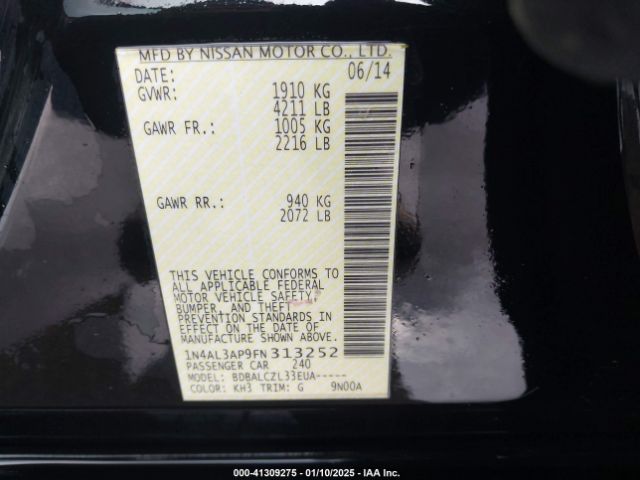 MFD BY NISSAN MOTOR CO., LTD.
DATE: 06/14
GVWR: 1910 KG
4211 LB
GAWR FR.: 1005 KG
2216 LB
GAWR RR.: 940 KG
2072 LB
THIS VEHICLE CONFORMS TO
ALL APPLICABLE FEDERAL
MOTOR VEHICLE SAFETY,
BUMPER, AND THEFT
PREVENTION STANDARDS IN
EFFECT ON THE DATE OF
MANUFACTURE SHOWN ABOVE.
1N4AL3AP9FN313252
PASSENGER CAR 240
MODEL: BDBALCZL33EUA-----
COLOR: KH3 TRIM: G 9N00A
000-41309275 - 01/10/2025 - IAA Inc.